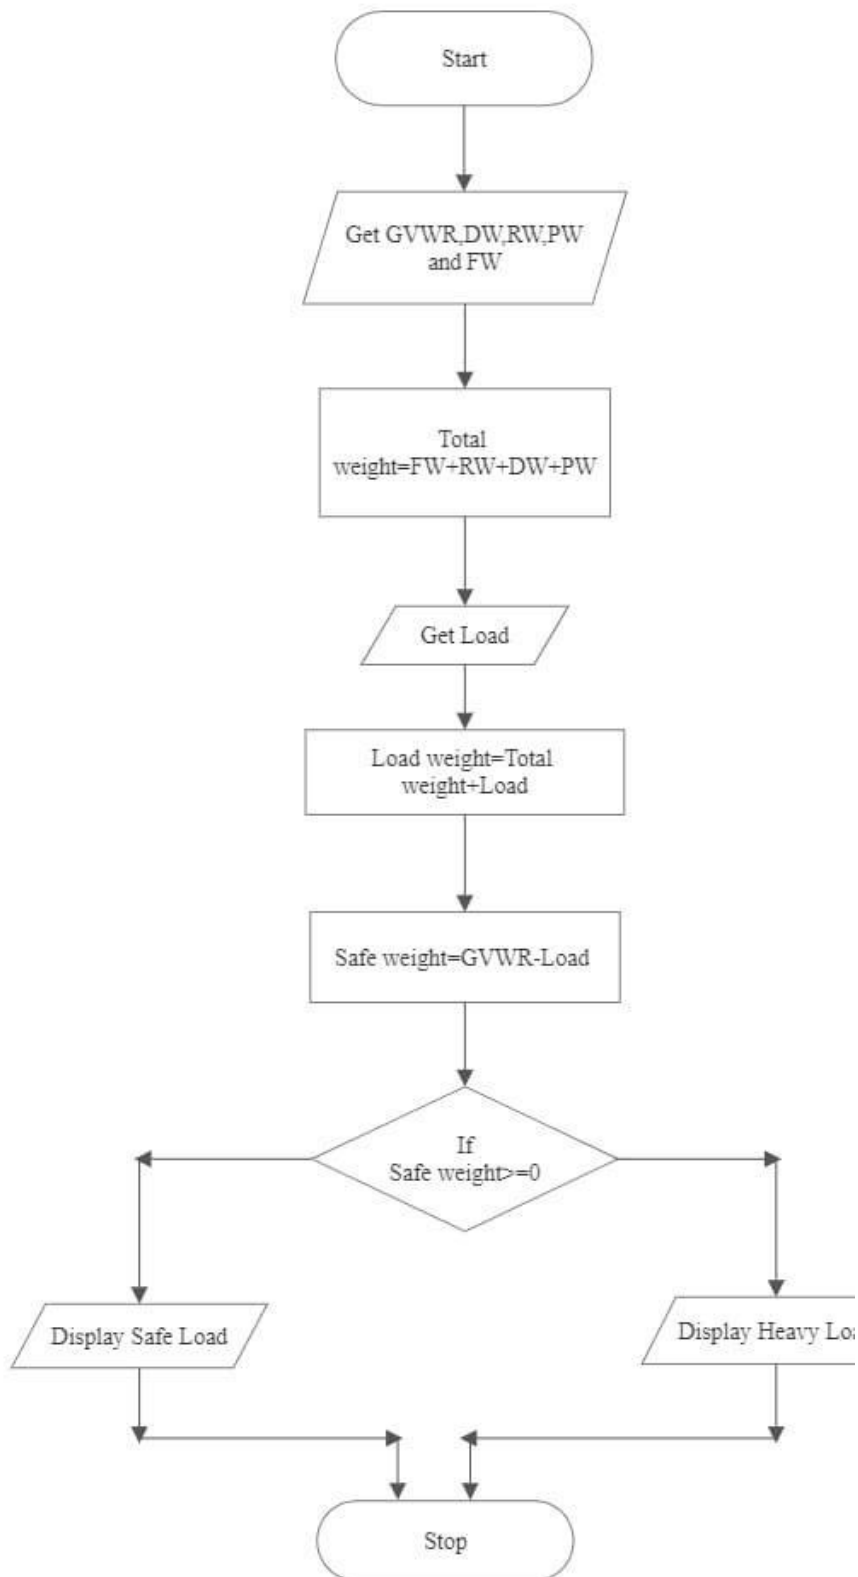 Start
Get GVWR,DW,RW,PW
and FW
Total
weight=FW+RW+DW+PW
Get Load
Load weight=Total
weight+Load
Safe weight=GVWR-Load
If
Safe weight>=0
Display Safe Load
Display Heavy Loa
Stop